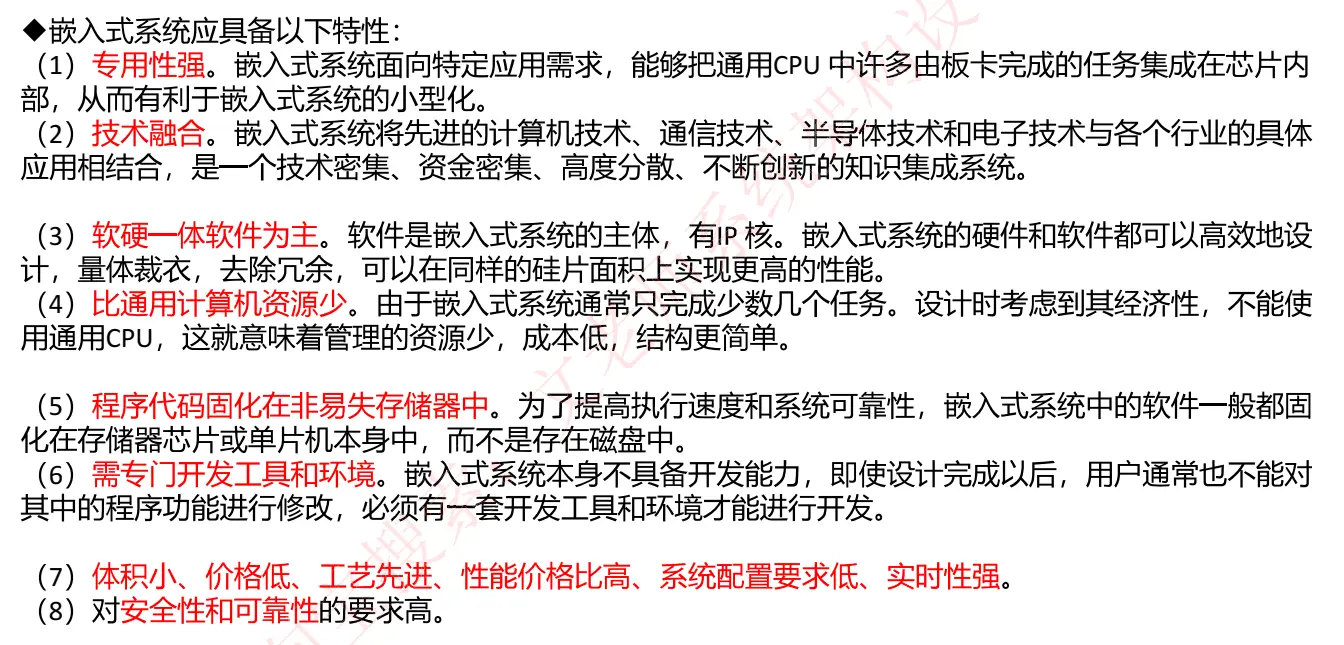 ◆嵌入式系统应具备以下特性：
（1）专用性强。嵌入式系统面向特定应用需求，能够把通用CPU 中许多由板卡完成的任务集成在芯片内
部，从而有利于嵌入式系统的小型化。
（2）技术融合。嵌入式系统将先进的计算机技术、通信技术、半导体技术和电子技术与各个行业的具体
应用相结合，是一个技术密集、资金密集、高度分散、不断创新的知识集成系统。
（3）软硬一体软件为主。软件是嵌入式系统的主体，有IP 核。嵌入式系统的硬件和软件都可以高效地设
计，量体裁衣，去除冗余，可以在同样的硅片面积上实现更高的性能。
（4）比通用计算机资源少。由于嵌入式系统通常只完成少数几个任务。设计时考虑到其经济性，不能使
用通用CPU，这就意味着管理的资源少，成本低，结构更简单。
（5）程序代码固化在非易失存储器中。为了提高执行速度和系统可靠性，嵌入式系统中的软件一般都固
化在存储器芯片或单片机本身中，而不是存在磁盘中。
（6）需专门开发工具和环境。嵌入式系统本身不具备开发能力，即使设计完成以后，用户通常也不能对
其中的程序功能进行修改，必须有一套开发工具和环境才能进行开发。
（7）体积小、价格低、工艺先进、性能价格比高、系统配置要求低、实时性强。
（8）对安全性和可靠性的要求高。